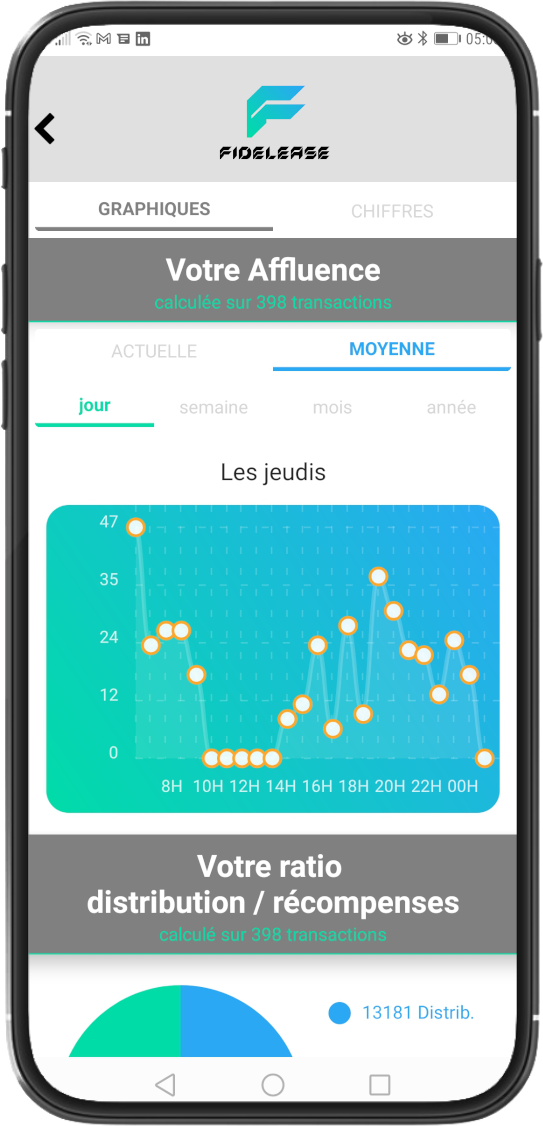 FIDELEASE
GRAPHIQUES
CHIFFRES
Votre Affluence
calculée sur 398 transactions
ACTUELLE
MOYENNE
jour
semaine
mois
année
Les jeudis
47
35
24
12
0
8H 10H 12H 14H 16H 18H 20H 22H 00H
Votre ratio
distribution / récompenses
calculé sur 398 transactions
13181 Distrib.